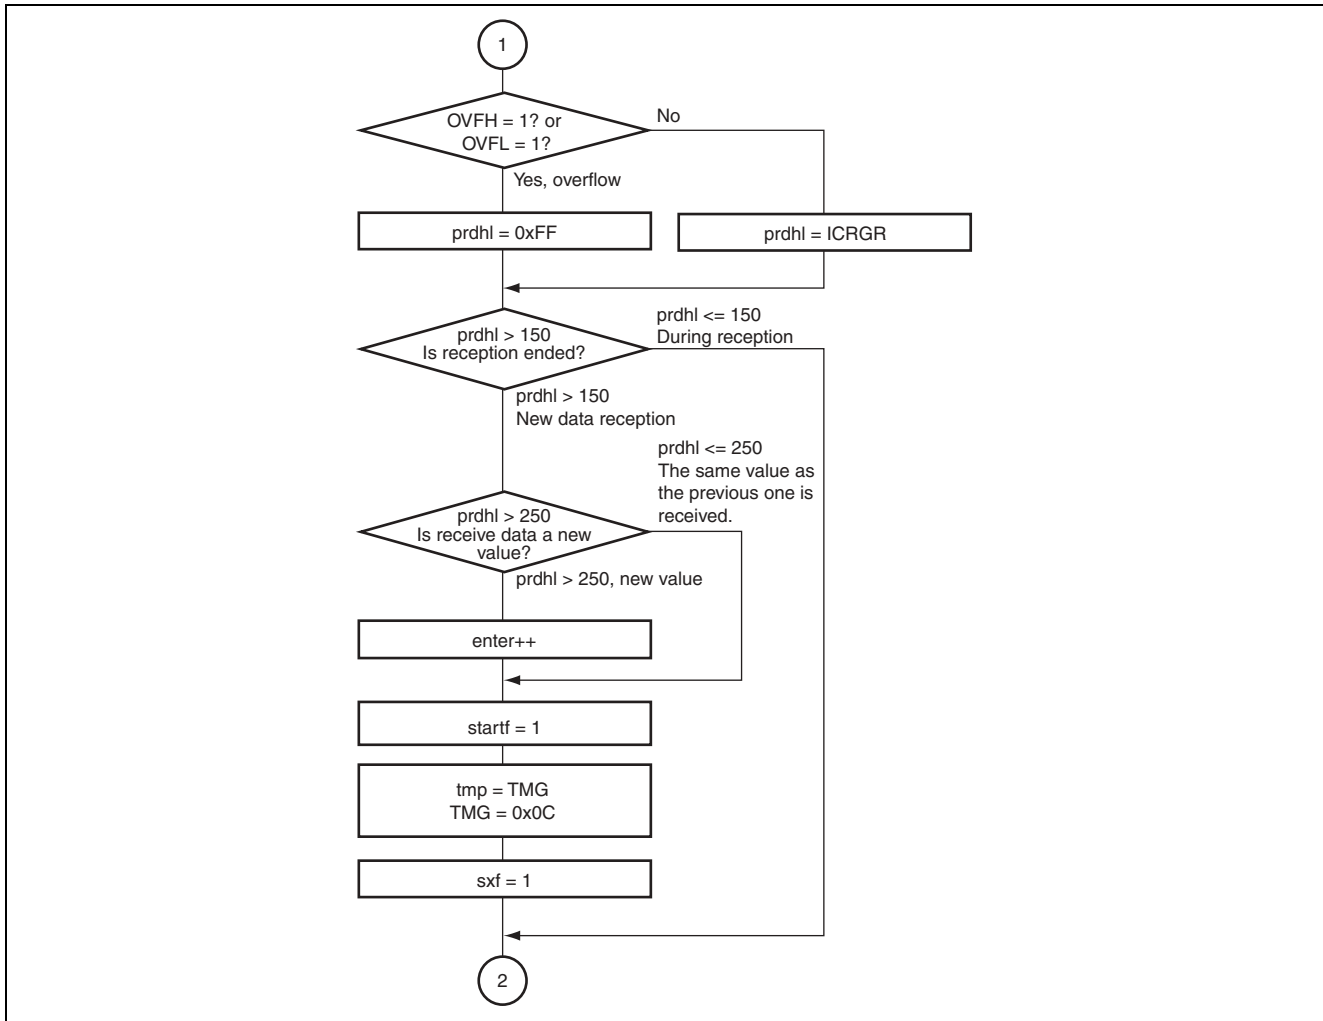 1
OVFH = 1? or
OVFL = 1?
No
Yes, overflow
prdhl = 0xFF
prdhl = ICRGR
prdhl > 150
Is reception ended?
prdhl <= 150
During reception
prdhl > 150
New data reception
prdhl <= 250
The same value as
the previous one is
received.
prdhl > 250
Is receive data a new
value?
prdhl > 250, new value
enter++
startf = 1
tmp = TMG
TMG = 0x0C
sxf = 1
2